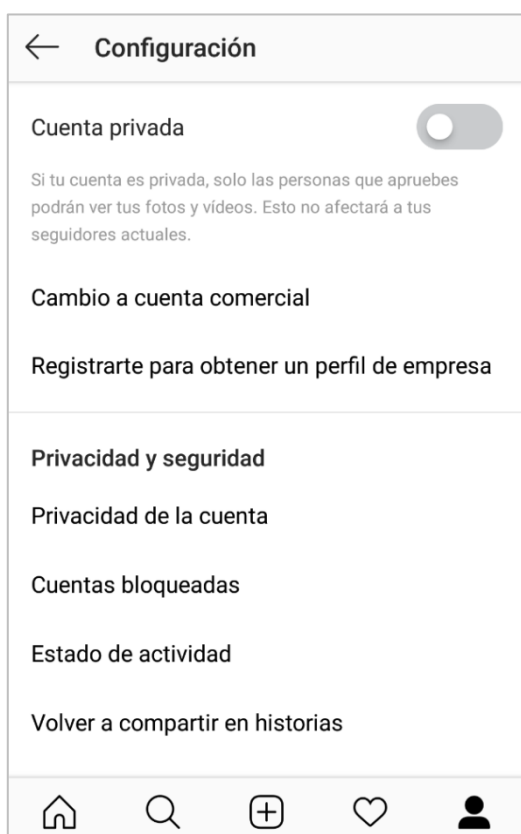 Configuración
Cuenta privada
Si tu cuenta es privada, solo las personas que apruebes
podrán ver tus fotos y vídeos. Esto no afectará a tus
seguidores actuales.
Cambio a cuenta comercial
Registrarte para obtener un perfil de empresa
Privacidad y seguridad
Privacidad de la cuenta
Cuentas bloqueadas
Estado de actividad
Volver a compartir en historias